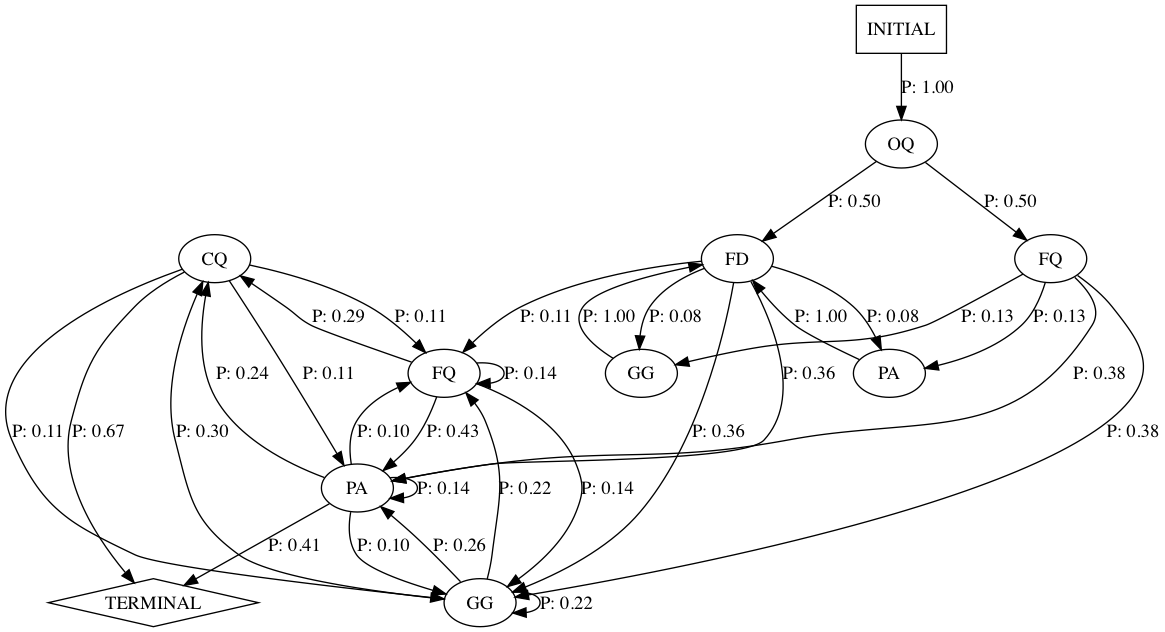 INITIAL
P: 1.00
OQ
P: 0.50
P: 0.50
CQ
FD
FQ
P: 0.29
P: 0.11
P: 0.11
P: 1.00
P: 0.08
P: 1.00
P: 0.08
P: 0.13
P: 0.13
P: 0.24
P: 0.11
FQ
P: 0.14
GG
P: 0.36
PA
P: 0.38
P: 0.11
P: 0.67
P: 0.30
P: 0.10
P: 0.43
P: 0.36
P: 0.38
PA
P: 0.14
P: 0.22
P: 0.14
P: 0.41
P: 0.10
P: 0.26
TERMINAL
GG
P: 0.22